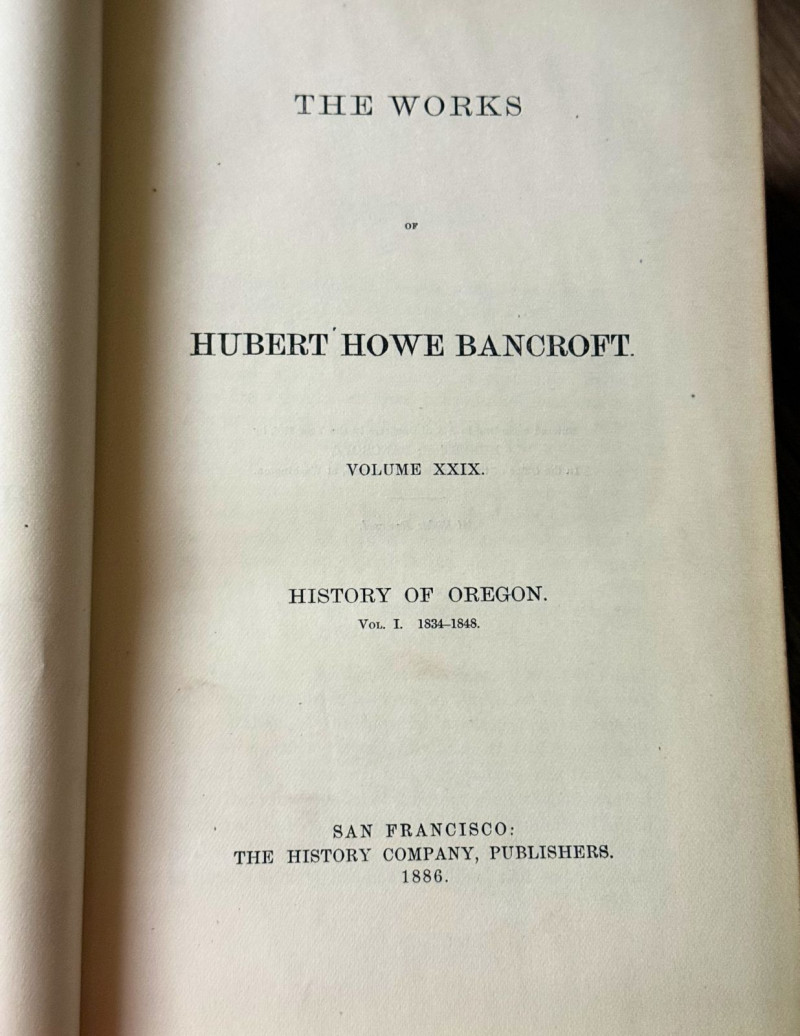 THE WORKS
OF
HUBERT HOWE BANCROFT.
VOLUME XXIX.
HISTORY OF OREGON.
VOL. I. 1834–1848.
SAN FRANCISCO:
THE HISTORY COMPANY, PUBLISHERS.
1886.